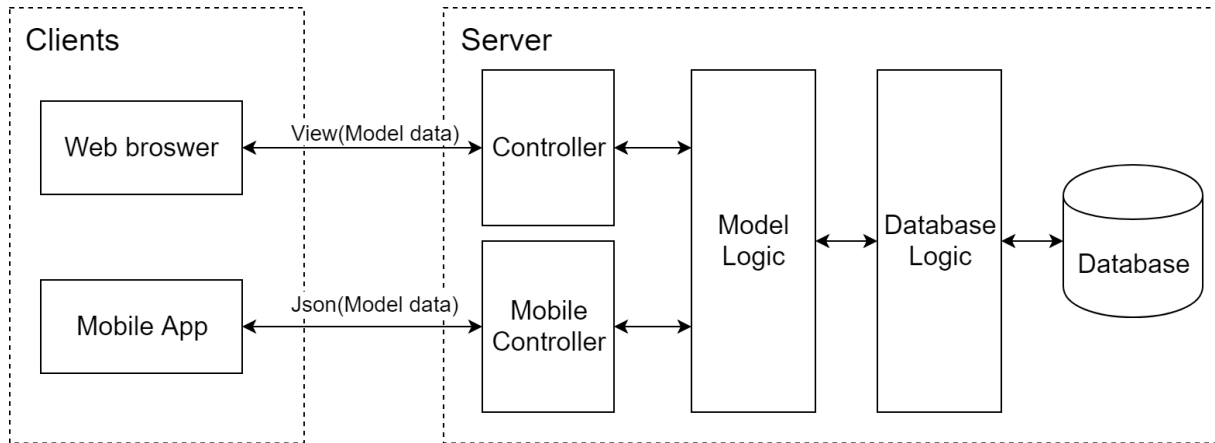 Clients
Server
Web broswer
View(Model data)
Controller
Model
Logic
Database
Logic
Database
Mobile App
Json(Model data)
Mobile
Controller